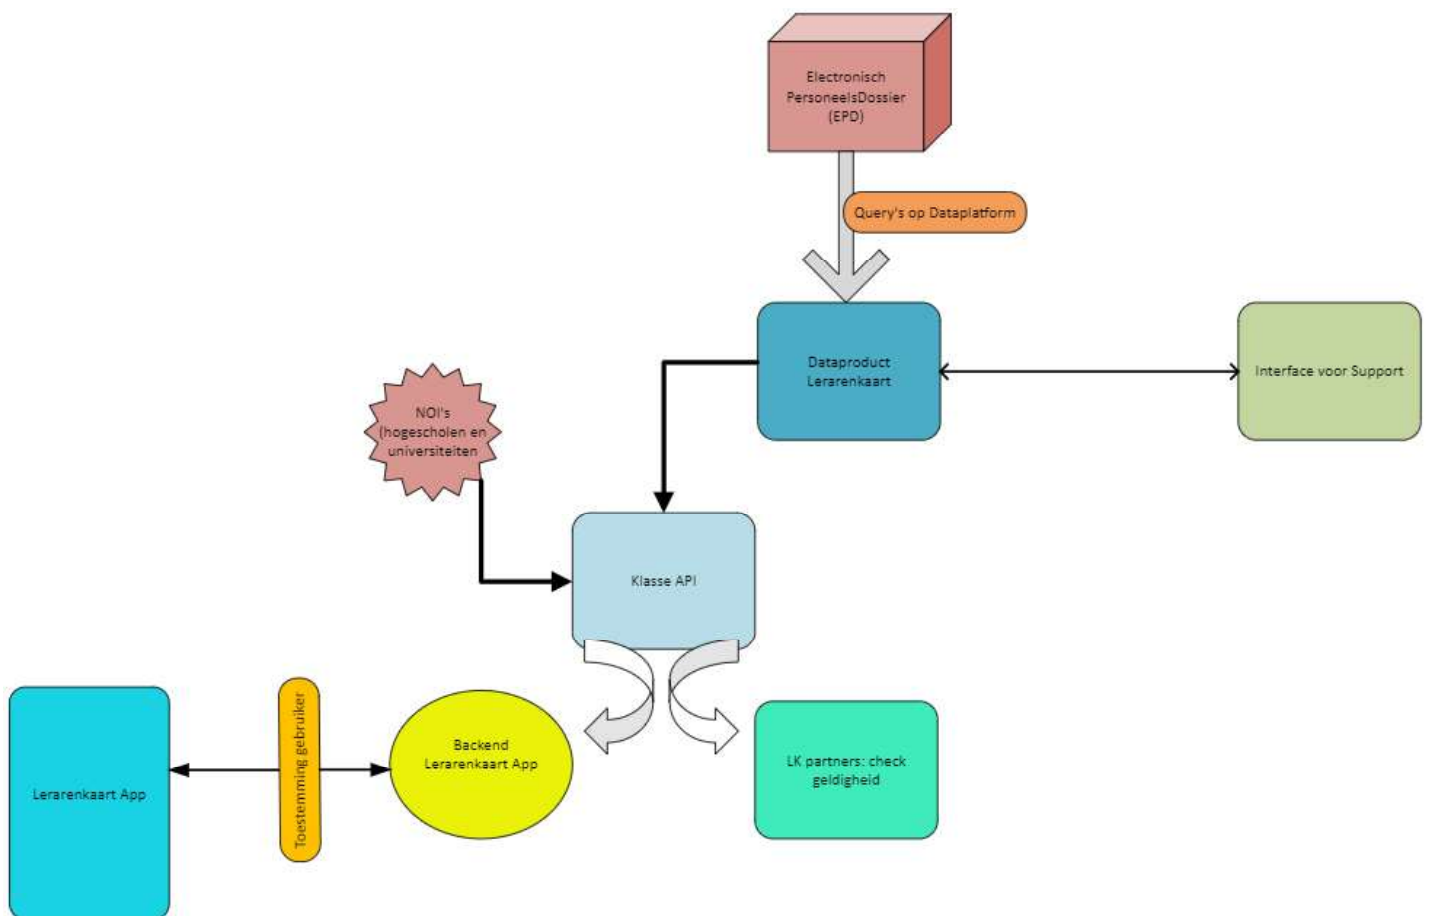 Electronisch
PersoneelsDossier
(EPD)
Query's op Dataplatform
Dataproduct
Lerarenkaart
Interface voor Support
NOI's
(hogescholen en
universiteiten
Klasse API
Backend
Lerarenkaart App
Toestemming gebruiker
Lerarenkaart App
LK partners: check
geldigheid